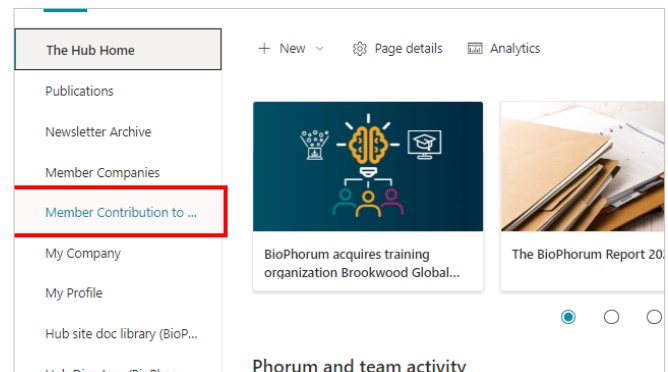 The Hub Home
Publications
Newsletter Archive
Member Companies
Member Contribution to ...
My Company
My Profile
Hub site doc library (BioP...
+ New
Page details
Analytics
BioPhorum acquires training
organization Brookwood Global...
The BioPhorum Report
Phorum and team activity